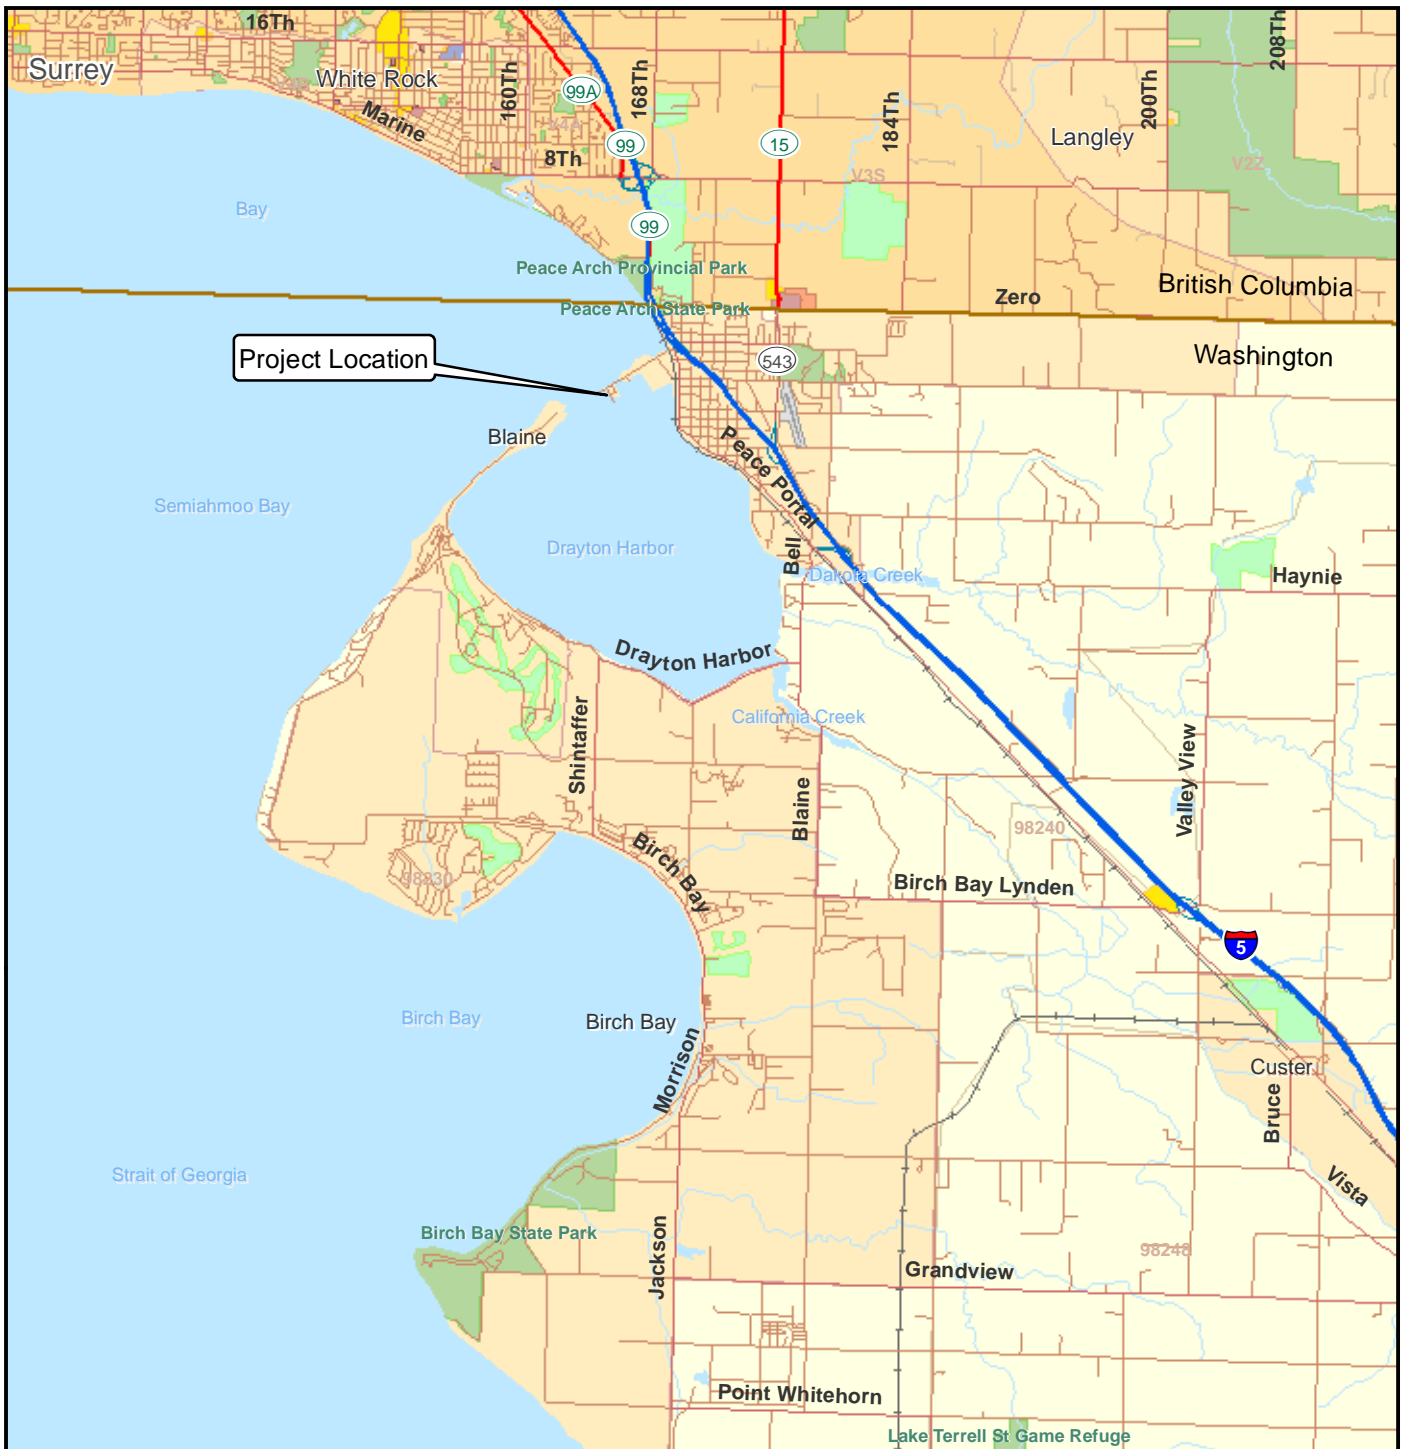 16Th
208Th
Surrey
White Rock
160Th
168Th
200Th
99A
Marine
184Th
V4A
99
15
Langley
8Th
V3S
V2Z
Bay
99
Peace Arch Provincial Park
British Columbia
Zero
Peace Arch State Park
Project Location
543
Washington
Blaine
Peace Portal
Semiahmoo Bay
Drayton Harbor
Bell
Dakota Creek
Haynie
Drayton Harbor
California Creek
Shintaffer
Valley View
Blaine
98240
Birch Bay
98230
Birch Bay Lynden
5
Birch Bay
Birch Bay
Morrison
Custer
Bruce
Strait of Georgia
Vista
Birch Bay State Park
98248
Jackson
Grandview
Point Whitehorn
Lake Terrell St Game Refuge